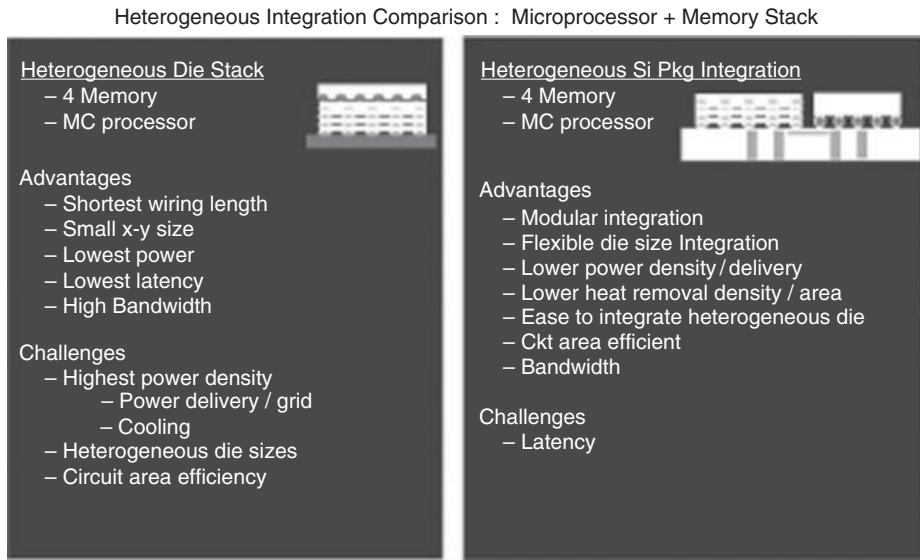 Heterogeneous Integration Comparison : Microprocessor + Memory Stack
Heterogeneous Die Stack
– 4 Memory
– MC processor
Advantages
– Shortest wiring length
– Small x-y size
– Lowest power
– Lowest latency
– High Bandwidth
Challenges
– Highest power density
– Power delivery / grid
– Cooling
– Heterogeneous die sizes
– Circuit area efficiency
Heterogeneous Si Pkg Integration
– 4 Memory
– MC processor
Advantages
– Modular integration
– Flexible die size Integration
– Lower power density / delivery
– Lower heat removal density / area
– Ease to integrate heterogeneous die
– Ckt area efficient
– Bandwidth
Challenges
– Latency